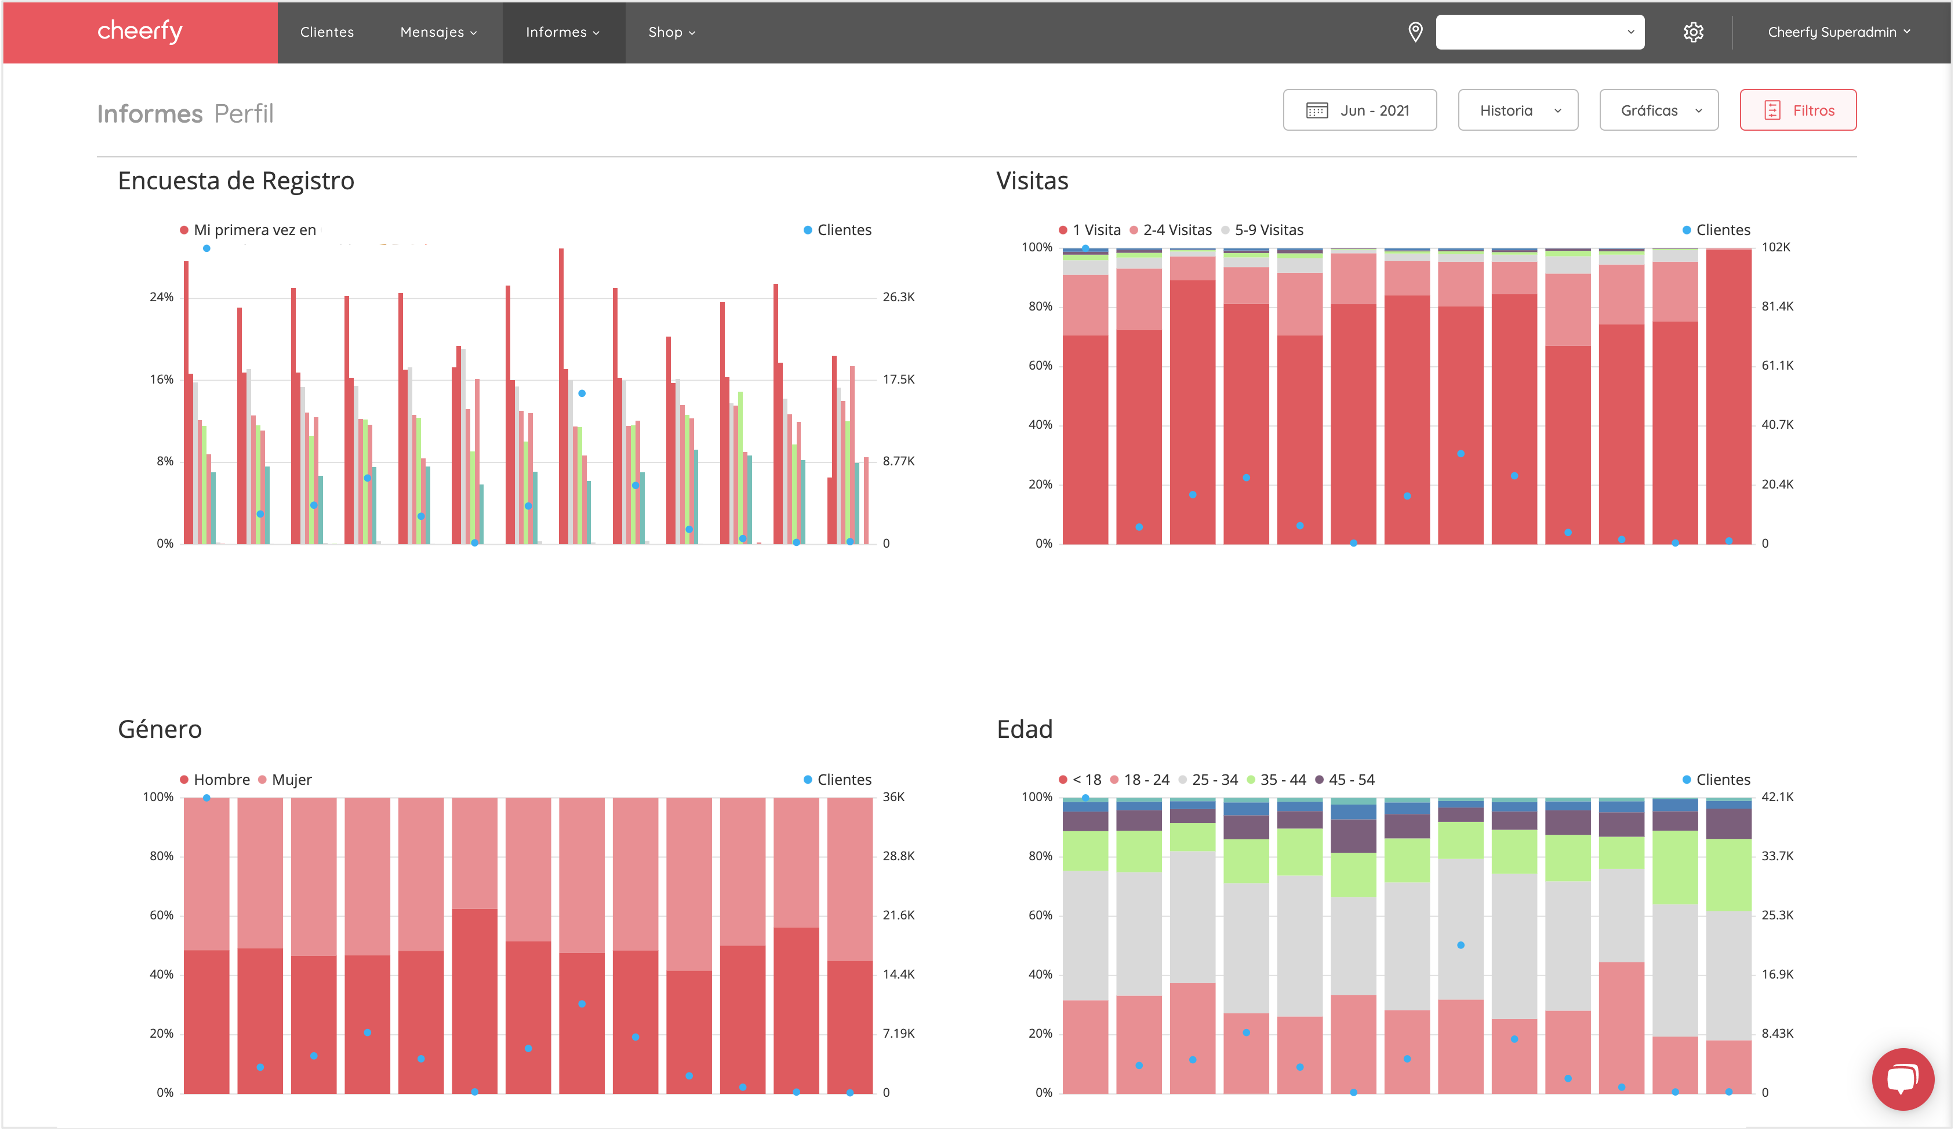 cheerfy
Clientes Mensajes Informes Shop Cheerfy Superadmin
Informes Perfil
Jun - 2021 Historia Gráficas Filtros
Encuesta de Registro
Mi primera vez en Clientes
24% 26.3K
16% 17.5K
8% 8.77K
0% 0
Visitas
1 Visita 2-4 Visitas 5-9 Visitas Clientes
100% 102K
80% 81.4K
60% 61.1K
40% 40.7K
20% 20.4K
0% 0
Género
Hombre Mujer Clientes
100% 36K
80% 28.8K
60% 21.6K
40% 14.4K
20% 7.19K
0% 0
Edad
< 18 18 - 24 25 - 34 35 - 44 45 - 54 Clientes
100% 42.1K
80% 33.7K
60% 25.3K
40% 16.9K
20% 8.43K
0% 0